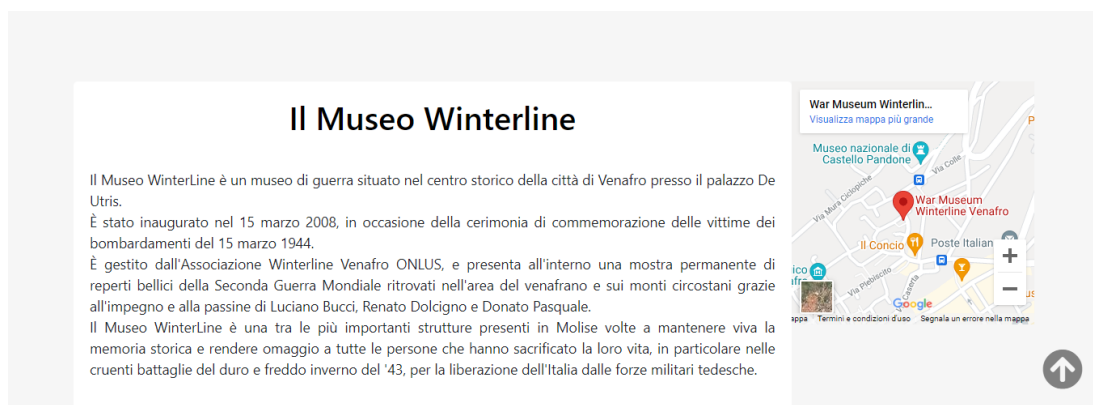 Il Museo Winterline
Il Museo WinterLine è un museo di guerra situato nel centro storico della città di Venafro presso il palazzo De
Utris.
È stato inaugurato nel 15 marzo 2008, in occasione della cerimonia di commemorazione delle vittime dei
bombardamenti del 15 marzo 1944.
È gestito dall'Associazione Winterline Venafro ONLUS, e presenta all'interno una mostra permanente di
reperti bellici della Seconda Guerra Mondiale ritrovati nell'area del venafrano e sui monti circostani grazie
all'impegno e alla passine di Luciano Bucci, Renato Dolcigno e Donato Pasquale.
Il Museo WinterLine è una tra le più importanti strutture presenti in Molise volte a mantenere viva la
memoria storica e rendere omaggio a tutte le persone che hanno sacrificato la loro vita, in particolare nelle
cruenti battaglie del duro e freddo inverno del '43, per la liberazione dell'Italia dalle forze militari tedesche.
War Museum Winterlin...
Visualizza mappa più grande
Museo nazionale di
Castello Pandone
Via Colle
Via Mura Ciclopiche
War Museum
Winterline Venafro
Il Concio
Poste Italian
Via Plebiscito
Caserta
Google
Termini e condizioni d'uso
Segnala un errore nella mappa